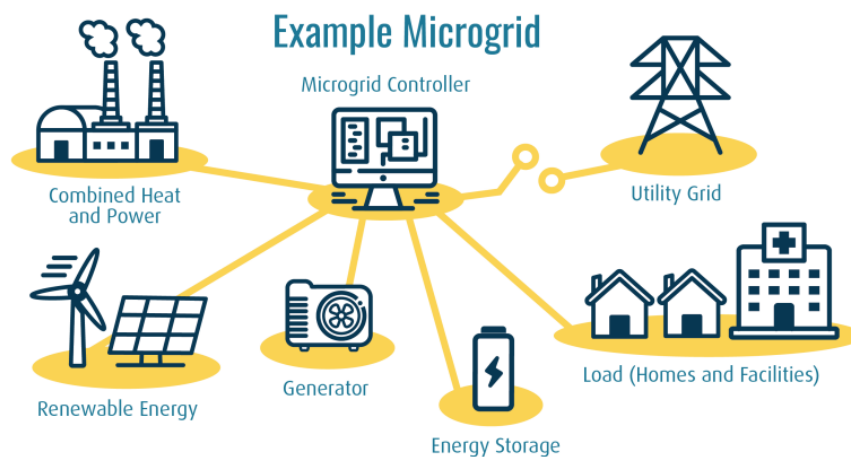 Example Microgrid
Microgrid Controller
Combined Heat
and Power
Utility Grid
Renewable Energy
Generator
Energy Storage
Load (Homes and Facilities)